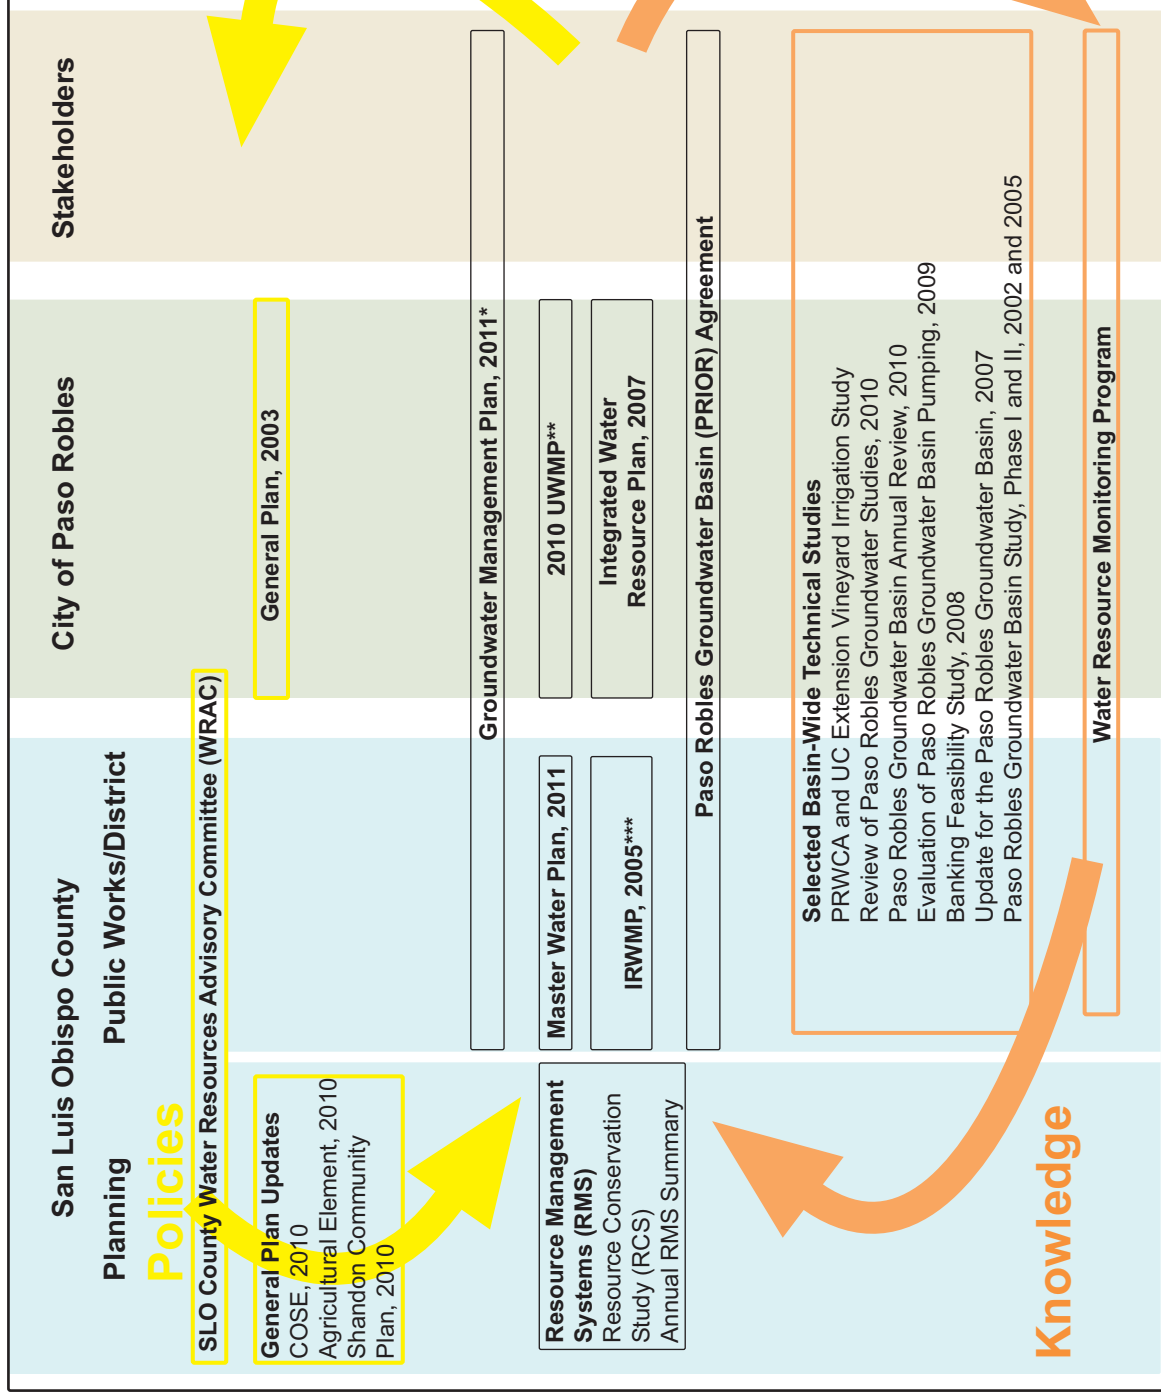 San Luis Obispo County
City of Paso Robles
Stakeholders
Planning
Public Works/District
Policies
SLO County Water Resources Advisory Committee (WRAC)
General Plan Updates
COSE, 2010
Agricultural Element, 2010
Shandon Community
Plan, 2010
General Plan, 2003
Groundwater Management Plan, 2011*
Resource Management
Systems (RMS)
Resource Conservation
Study (RCS)
Annual RMS Summary
Master Water Plan, 2011
2010 UWMP**
IRWMP, 2005***
Integrated Water
Resource Plan, 2007
Paso Robles Groundwater Basin (PRIOR) Agreement
Selected Basin-Wide Technical Studies
PRWCA and UC Extension Vineyard Irrigation Study
Review of Paso Robles Groundwater Studies, 2010
Paso Robles Groundwater Basin Annual Review, 2010
Evaluation of Paso Robles Groundwater Basin Pumping, 2009
Banking Feasibility Study, 2008
Update for the Paso Robles Groundwater Basin, 2007
Paso Robles Groundwater Basin Study, Phase I and II, 2002 and 2005
Knowledge
Water Resource Monitoring Program